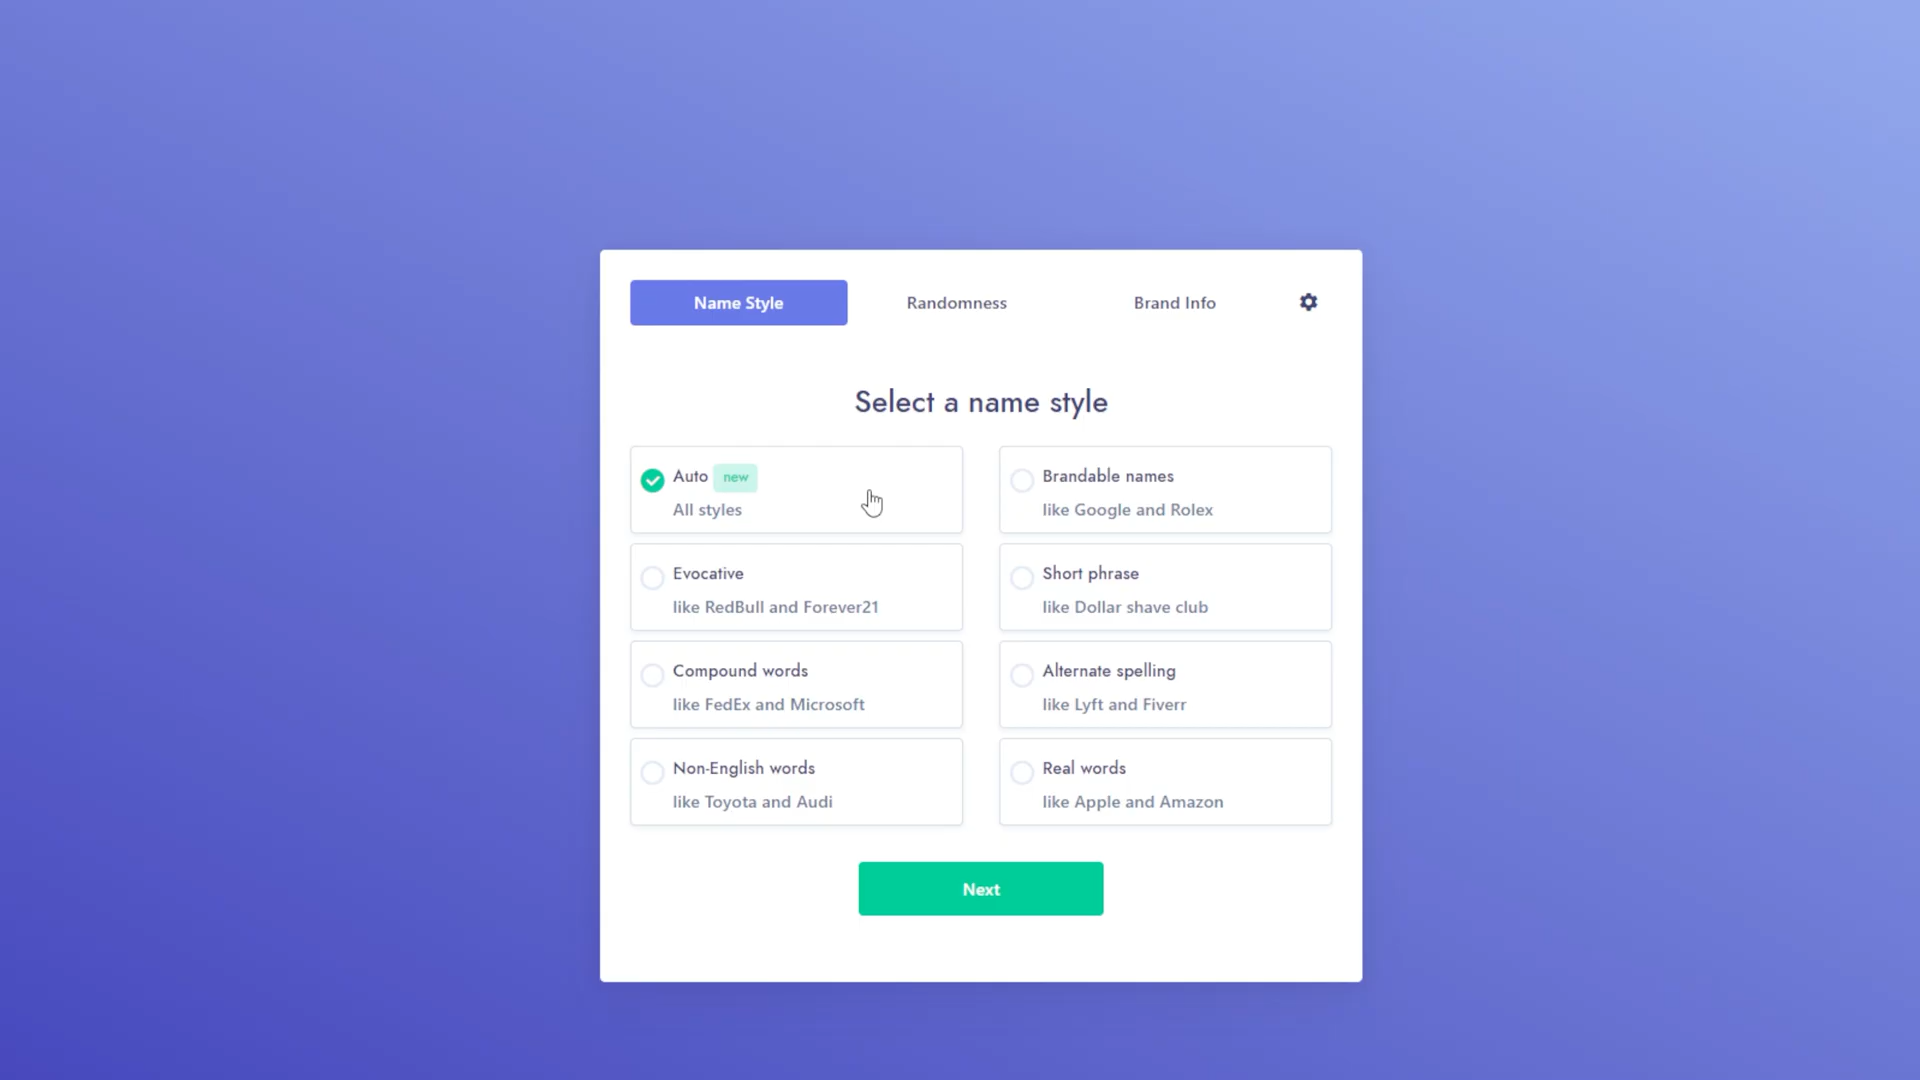 Name Style
Randomness
Brand Info
Select a name style
Auto new
All styles
Brandable names
like Google and Rolex
Evocative
like RedBull and Forever21
Short phrase
like Dollar shave club
Compound words
like FedEx and Microsoft
Alternate spelling
like Lyft and Fiverr
Non-English words
like Toyota and Audi
Real words
like Apple and Amazon
Next